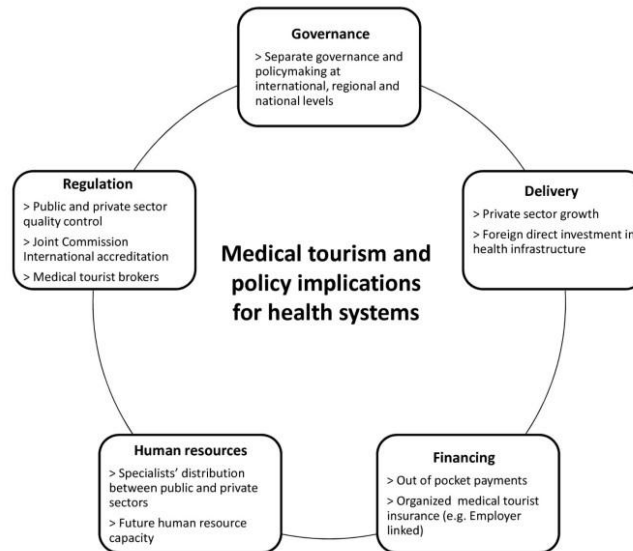 Governance
> Separate governance and
policymaking at
international, regional and
national levels
Regulation
> Public and private sector
quality control
> Joint Commission
International accreditation
> Medical tourist brokers
Delivery
> Private sector growth
> Foreign direct investment in
health infrastructure
Medical tourism and
policy implications
for health systems
Human resources
> Specialists’ distribution
between public and private
sectors
> Future human resource
capacity
Financing
> Out of pocket payments
> Organized medical tourist
insurance (e.g. Employer
linked)